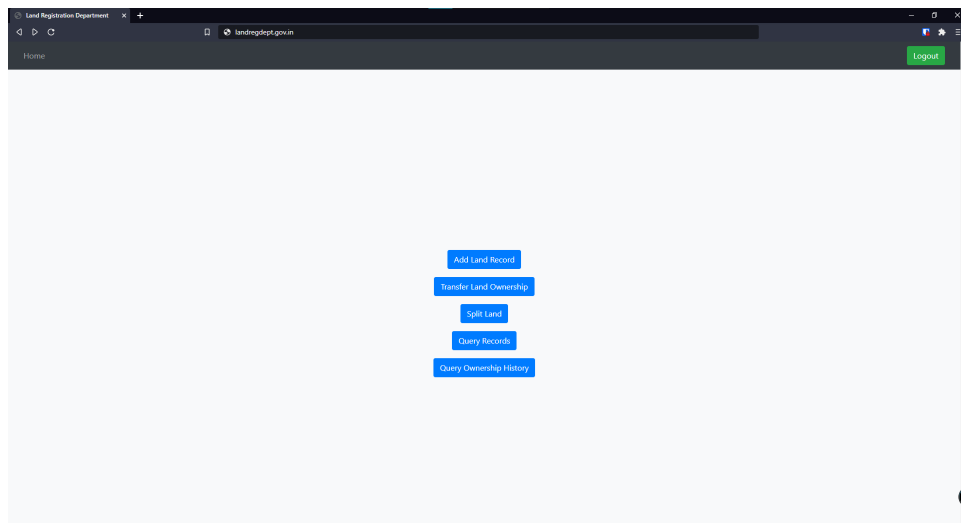 Land Registration Department
landregdept.gov.in
Home
Logout
Add Land Record
Transfer Land Ownership
Split Land
Query Records
Query Ownership History